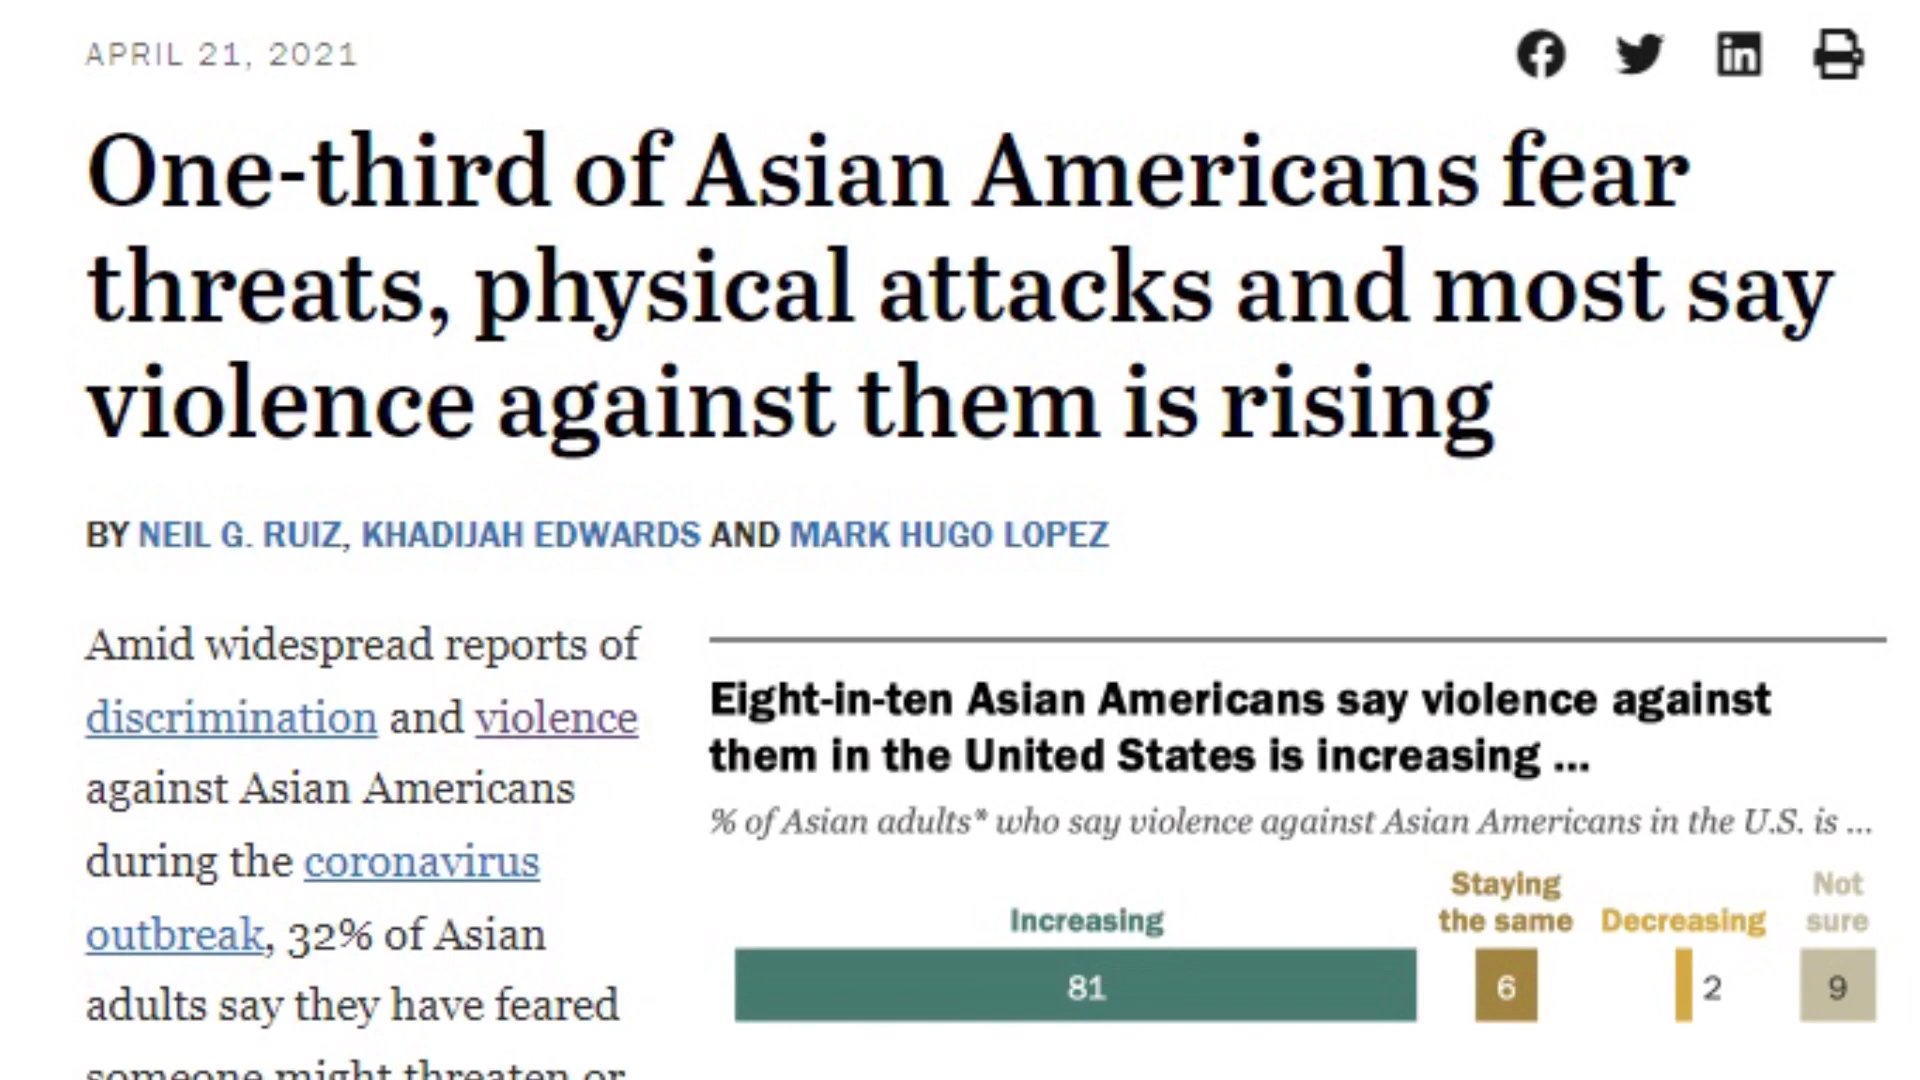 APRIL 21, 2021
One-third of Asian Americans fear
threats, physical attacks and most say
violence against them is rising
BY NEIL G. RUIZ, KHADIJAH EDWARDS AND MARK HUGO LOPEZ
Amid widespread reports of
discrimination and violence
against Asian Americans
during the coronavirus
outbreak, 32% of Asian
adults say they have feared
someone might threaten or
Eight-in-ten Asian Americans say violence against
them in the United States is increasing ...
% of Asian adults* who say violence against Asian Americans in the U.S. is ...
Increasing
Staying
the same
Decreasing
Not
sure
81
6
2
9